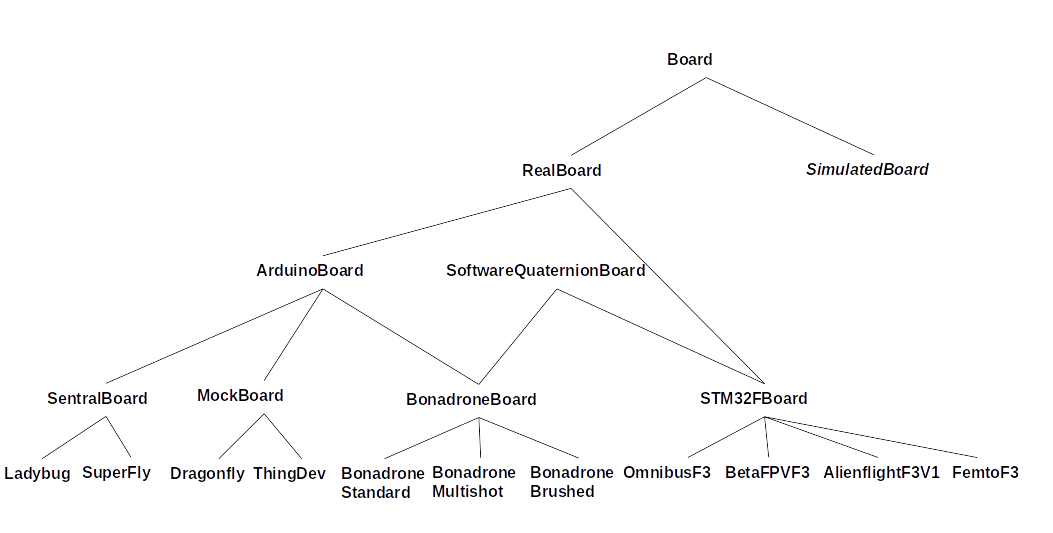 Board
RealBoard
SimulatedBoard
ArduinoBoard
SoftwareQuaternionBoard
SentralBoard
MockBoard
BonadroneBoard
STM32FBoard
Ladybug
SuperFly
Dragonfly
ThingDev
Bonadrone
Standard
Bonadrone
Multishot
Bonadrone
Brushed
OmnibusF3
BetaFPVF3
AlienflightF3V1
FemtoF3